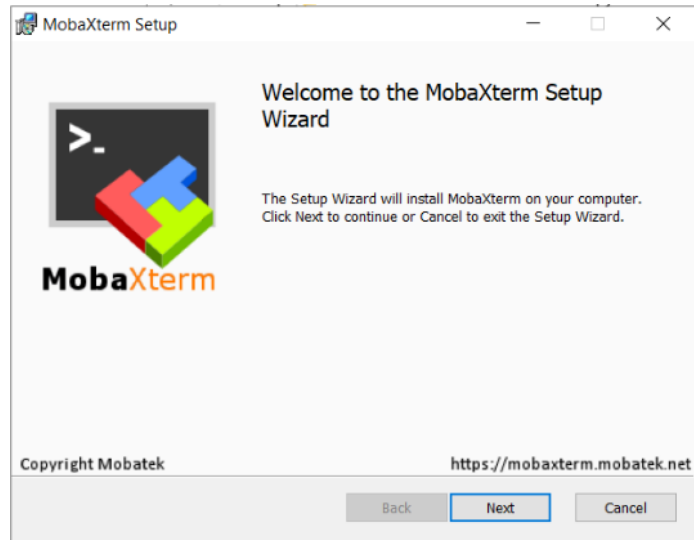 MobaXterm Setup
Welcome to the MobaXterm Setup
Wizard
>_
The Setup Wizard will install MobaXterm on your computer.
Click Next to continue or Cancel to exit the Setup Wizard.
MobaXterm
Copyright Mobatek
https://mobaxterm.mobatek.net
Back
Next
Cancel